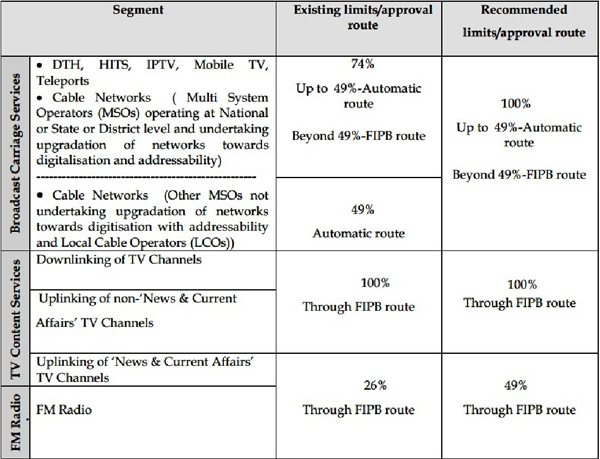 Segment
Existing limits/approval
route
Recommended
limits/approval route
Broadcast Carriage Services
• DTH, HITS, IPTV, Mobile TV,
Teleports
• Cable Networks ( Multi System
Operators (MSOs) operating at National
or State or District level and undertaking
upgradation of networks towards
digitalisation and addressability)
--------------------------------------------------
• Cable Networks (Other MSOs not
undertaking upgradation of networks
towards digitisation with addressability
and Local Cable Operators (LCOs))
74%
Up to 49%-Automatic
route
Beyond 49%-FIPB route
49%
Automatic route
100%
Up to 49%-Automatic
route
Beyond 49%-FIPB route
TV Content Services
Downlinking of TV Channels
Uplinking of non-'News & Current
Affairs' TV Channels
100%
Through FIPB route
100%
Through FIPB route
Uplinking of 'News & Current Affairs'
TV Channels
FM Radio
FM Radio
26%
Through FIPB route
49%
Through FIPB route